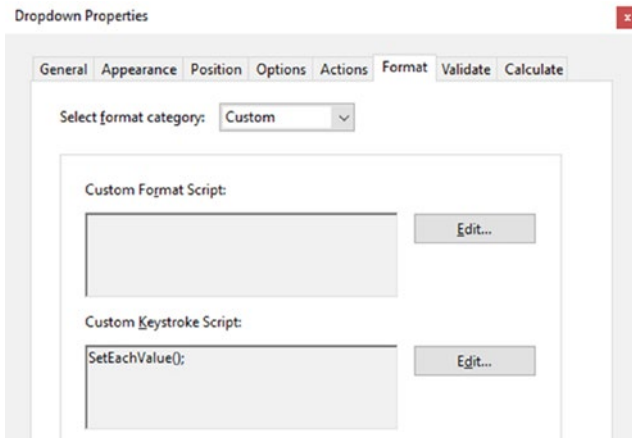 Dropdown Properties
x
General Appearance Position Options Actions Format Validate Calculate
Select format category: Custom
Custom Format Script:
Edit...
Custom Keystroke Script:
SetEachValue();
Edit...